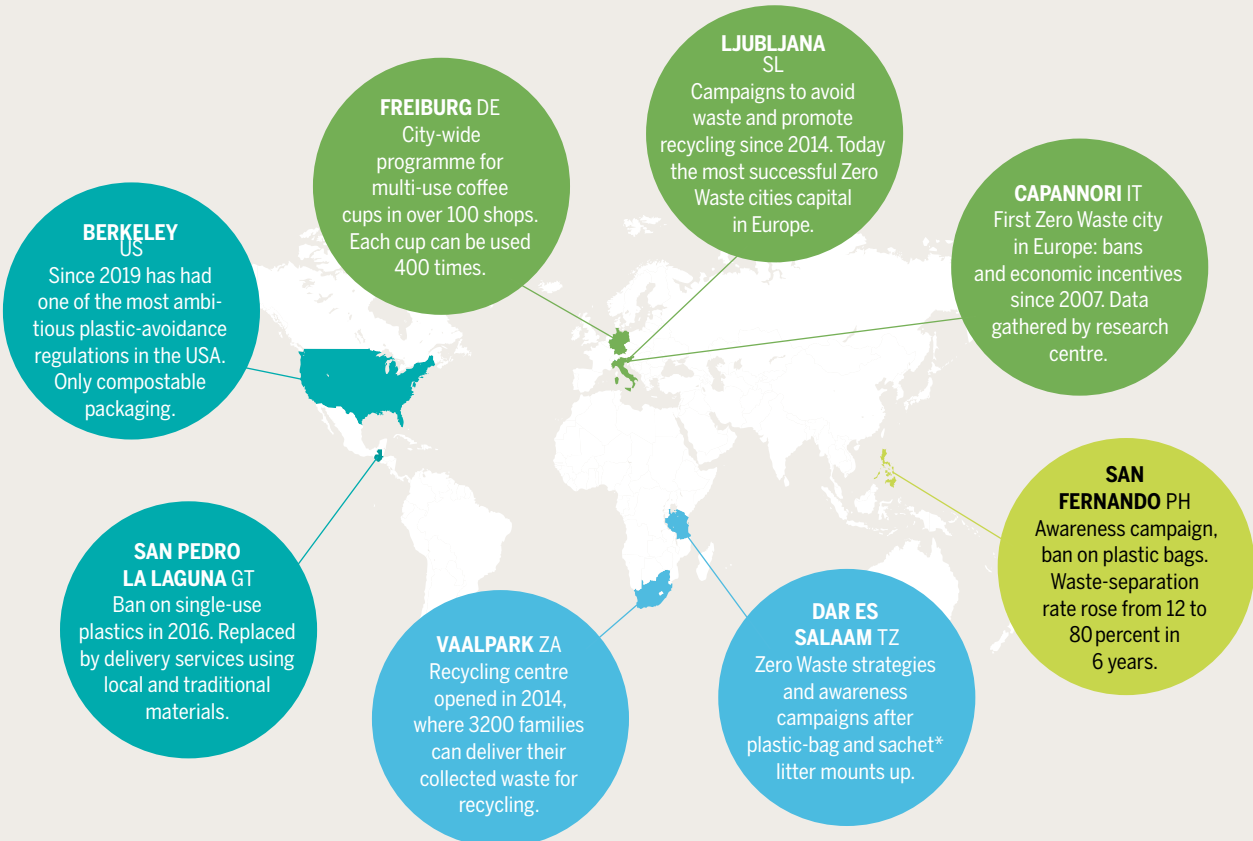 LJUBLJANA
SL
Campaigns to avoid
waste and promote
recycling since 2014. Today
the most successful Zero
Waste cities capital
in Europe.
FREIBURG DE
City-wide
programme for
multi-use coffee
cups in over 100 shops.
Each cup can be used
400 times.
CAPANNORI IT
First Zero Waste city
in Europe: bans
and economic incentives
since 2007. Data
gathered by research
centre.
BERKELEY
US
Since 2019 has had
one of the most ambi-
tious plastic-avoidance
regulations in the USA.
Only compostable
packaging.
SAN
FERNANDO PH
Awareness campaign,
ban on plastic bags.
Waste-separation
rate rose from 12 to
80 percent in
6 years.
SAN PEDRO
LA LAGUNA GT
Ban on single-use
plastics in 2016. Replaced
by delivery services using
local and traditional
materials.
VAALPARK ZA
Recycling centre
opened in 2014,
where 3200 families
can deliver their
collected waste for
recycling.
DAR ES
SALAAM TZ
Zero Waste strategies
and awareness
campaigns after
plastic-bag and sachet*
litter mounts up.